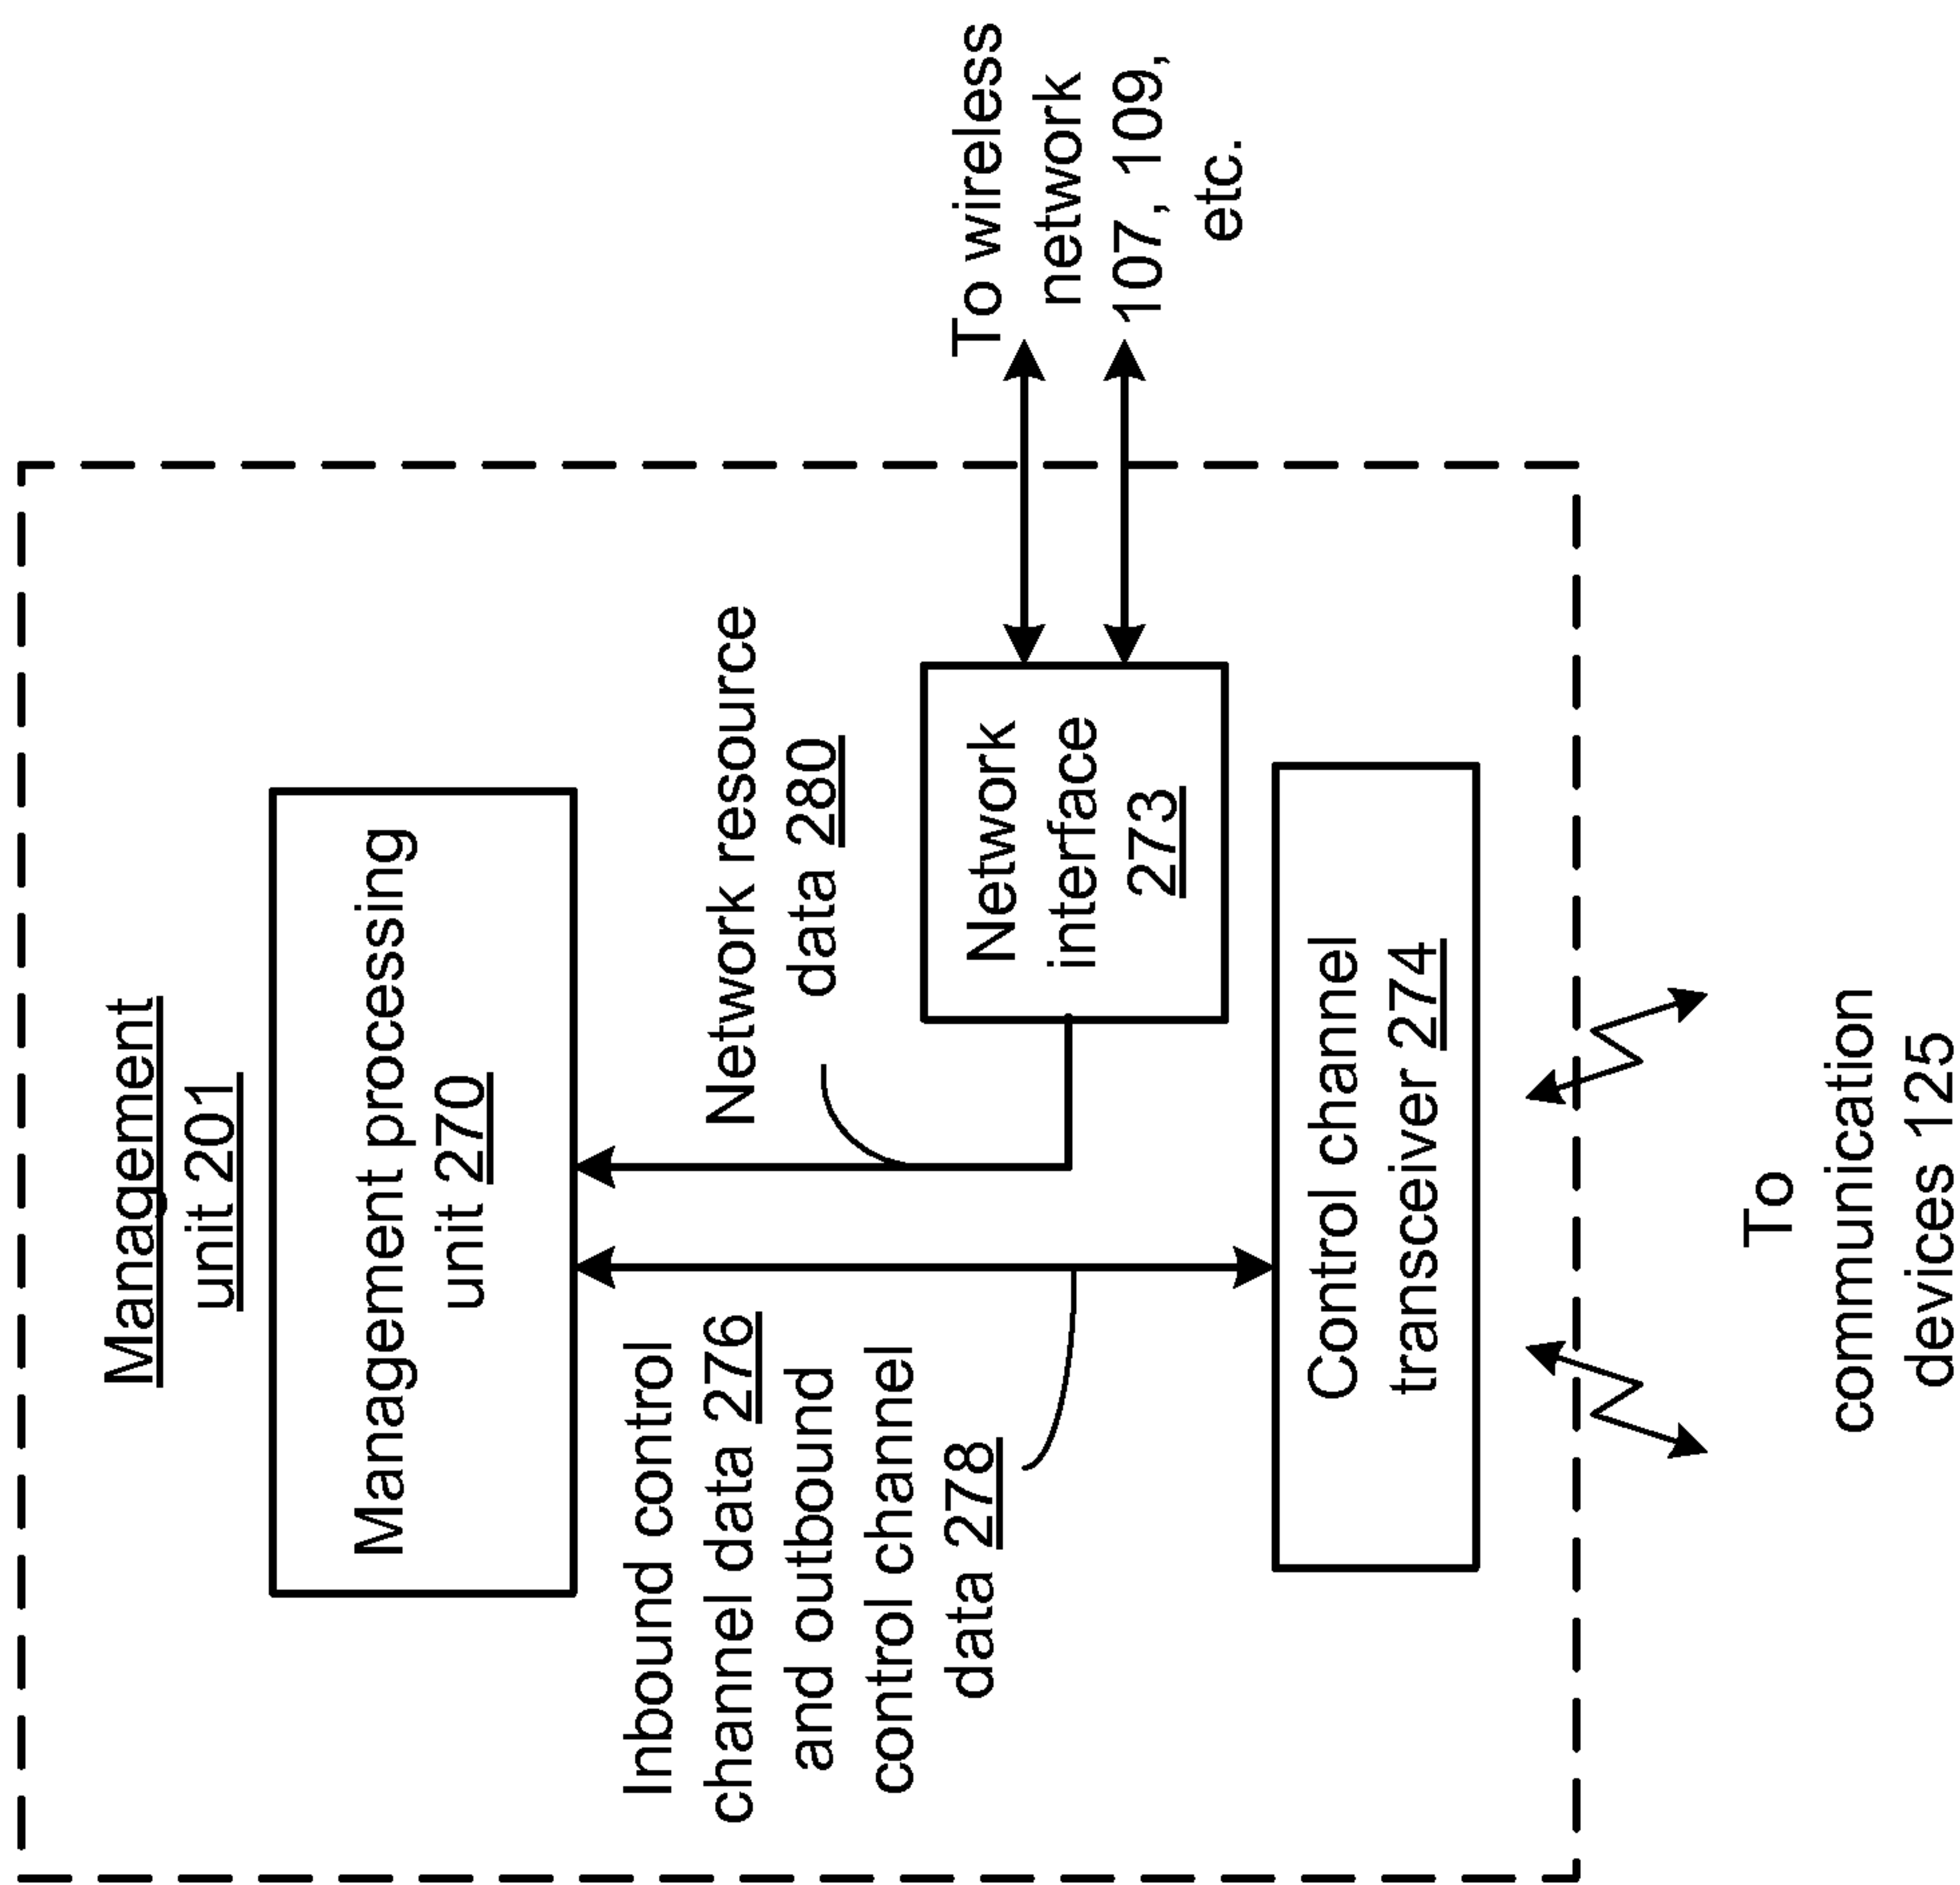 Management
unit 201
Management processing
unit 270
Network resource
data 280
Inbound control
channel data 276
and outbound
control channel
data 278
Network
interface
273
To wireless
network
107, 109,
etc.
Control channel
transceiver 274
To
communication
devices 125